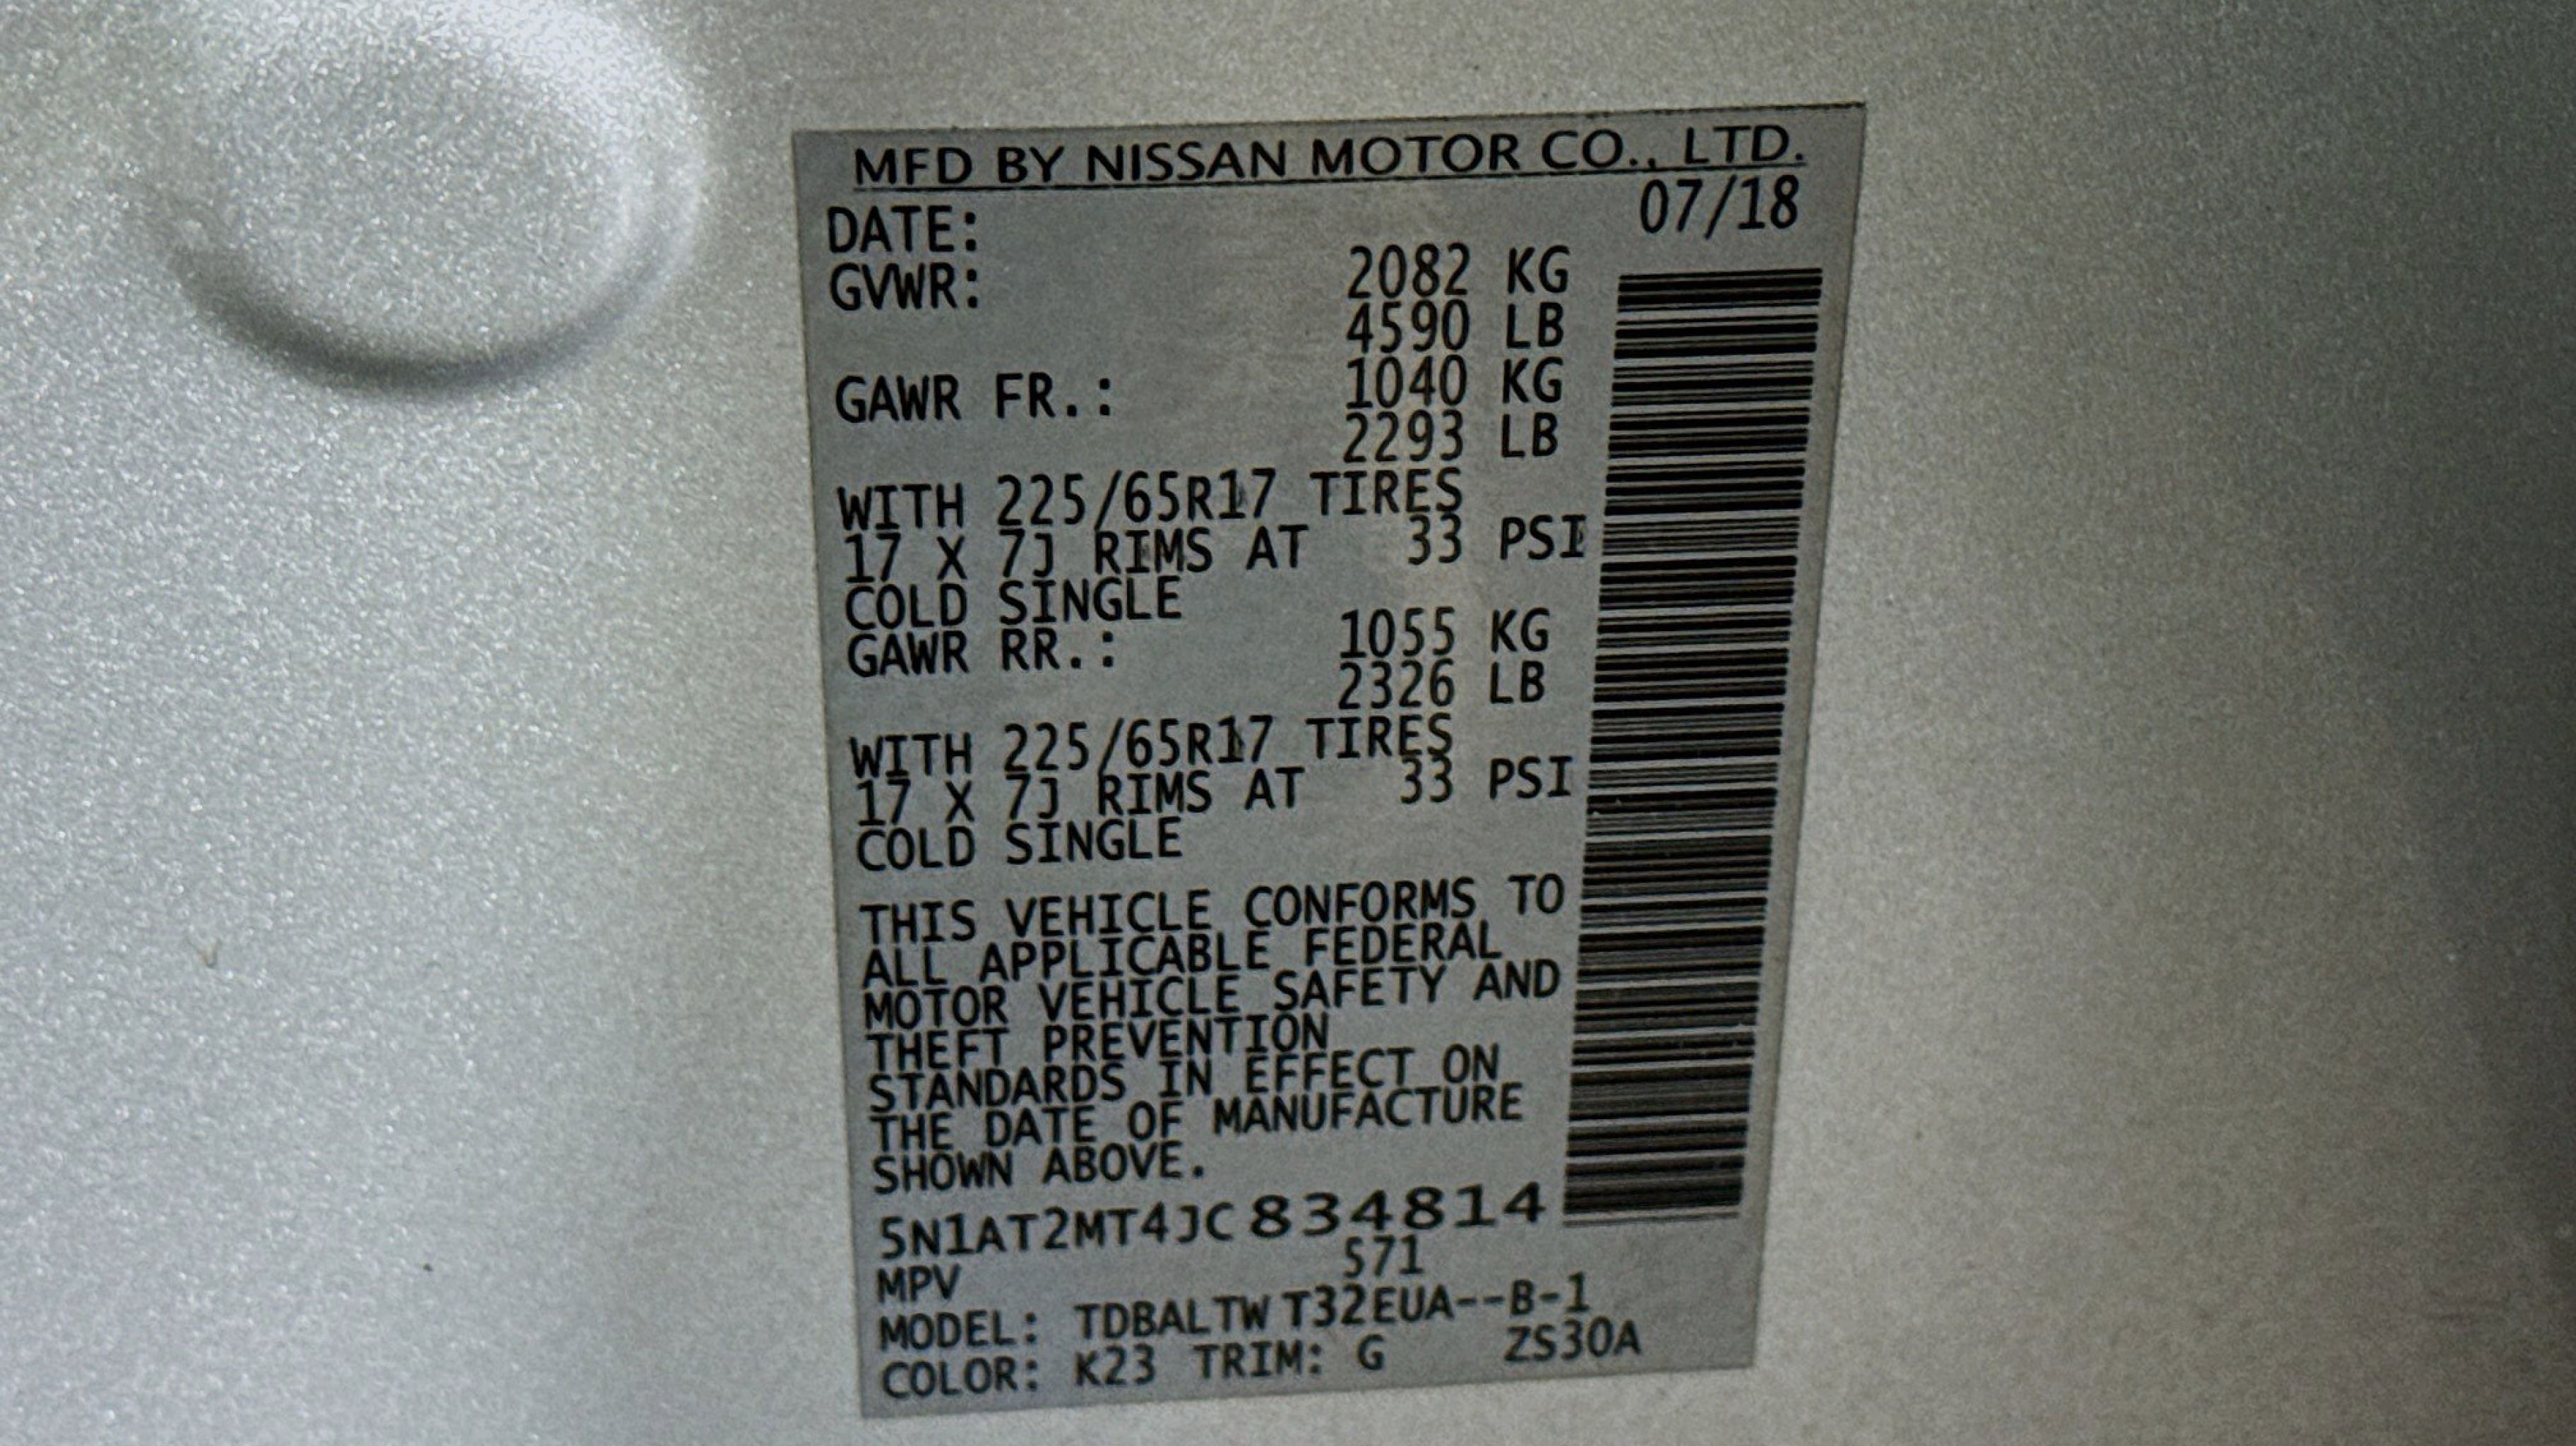 MFD BY NISSAN MOTOR CO., LTD.
DATE: 07/18
GVWR: 2082 KG
4590 LB
GAWR FR.: 1040 KG
2293 LB
WITH 225/65R17 TIRES
17 X 7J RIMS AT 33 PSI
COLD SINGLE
GAWR RR.: 1055 KG
2326 LB
WITH 225/65R17 TIRES
17 X 7J RIMS AT 33 PSI
COLD SINGLE
THIS VEHICLE CONFORMS TO
ALL APPLICABLE FEDERAL
MOTOR VEHICLE SAFETY AND
THEFT PREVENTION
STANDARDS IN EFFECT ON
THE DATE OF MANUFACTURE
SHOWN ABOVE.
5N1AT2MT4JC834814
MPV 571
MODEL: TDBALTW T32EUA--B-1
COLOR: K23 TRIM: G ZS30A